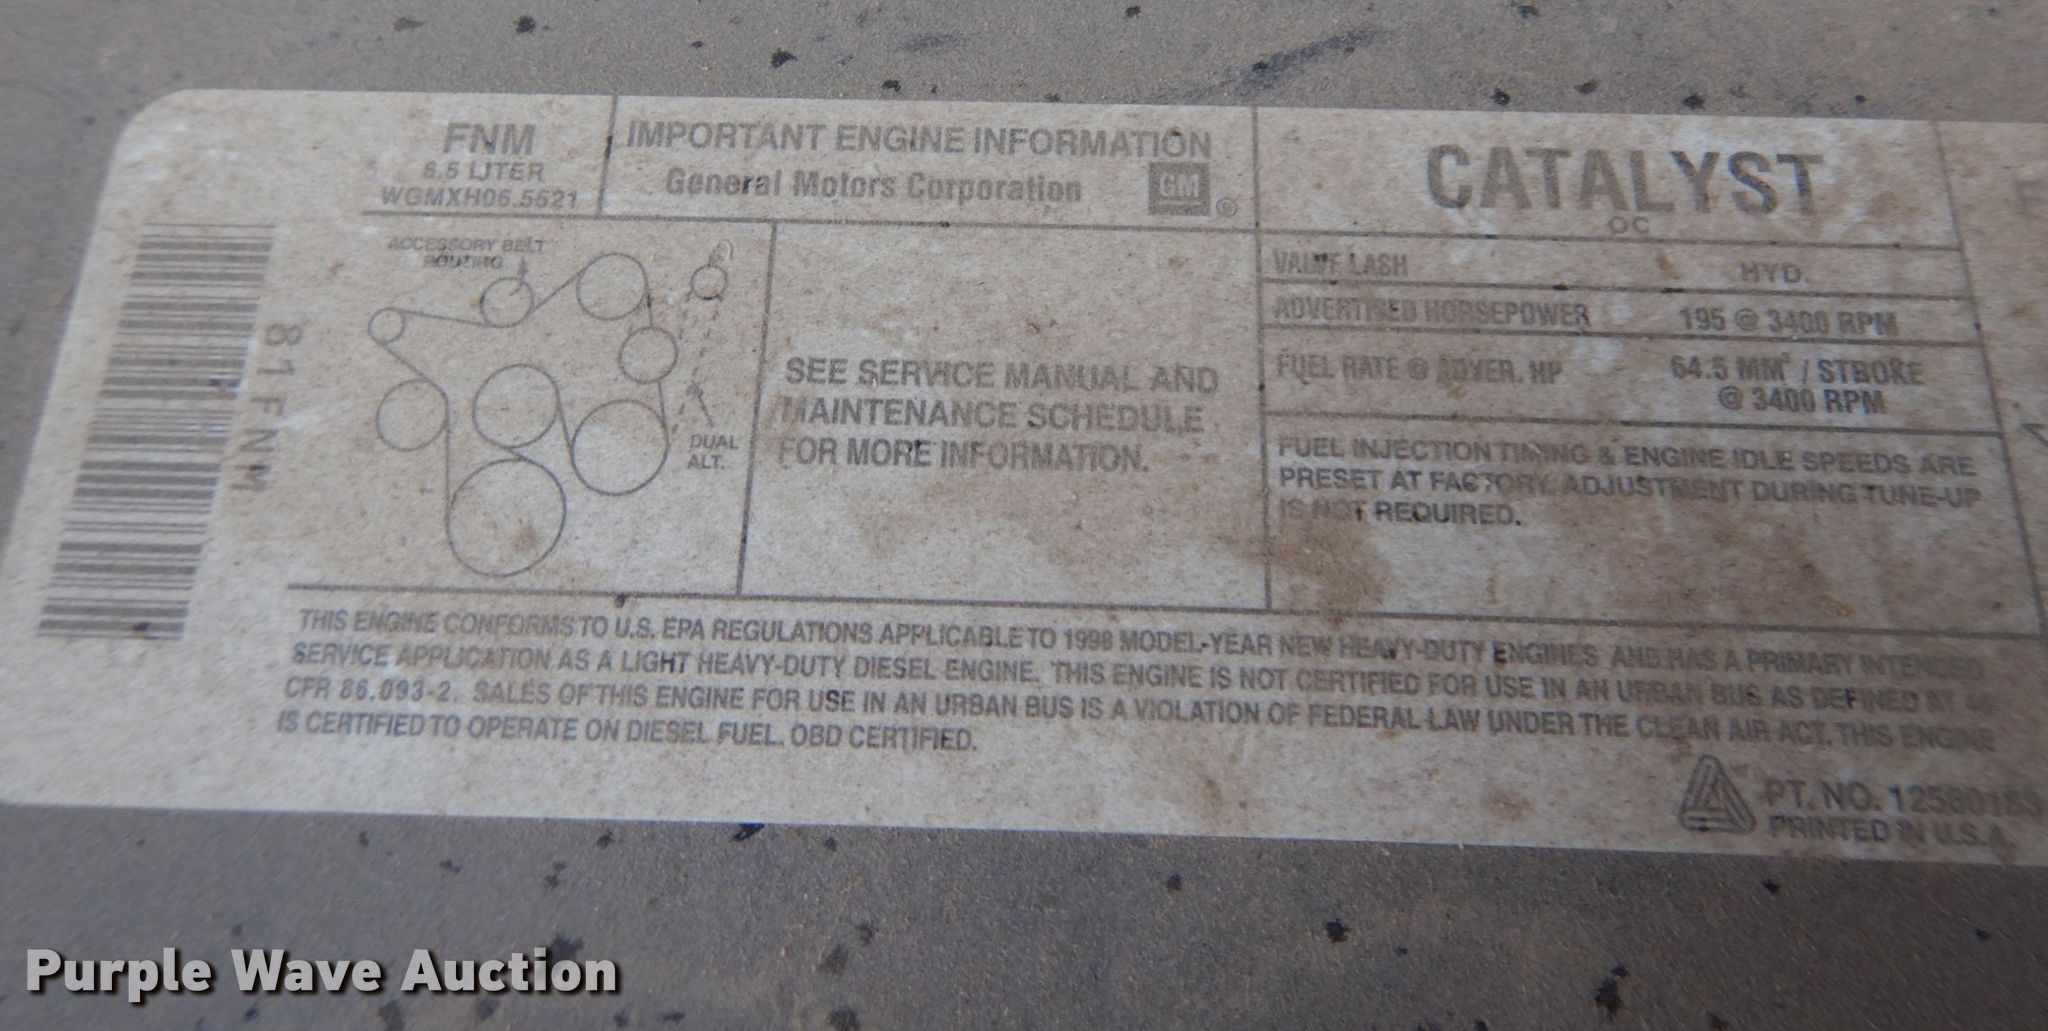 FNM
6.5 LITER
WGMXH06.5521
IMPORTANT ENGINE INFORMATION
General Motors Corporation
GM
®
CATALYST
OC
ACCESSORY BELT
ROUTING
DUAL
ALT.
81 FNM
SEE SERVICE MANUAL AND
MAINTENANCE SCHEDULE
FOR MORE INFORMATION.
VALVE LASH HYD.
ADVERTISED HORSEPOWER 195 @ 3400 RPM
FUEL RATE @ ADVER. HP 64.5 MM³ / STROKE
@ 3400 RPM
FUEL INJECTION TIMING & ENGINE IDLE SPEEDS ARE
PRESET AT FACTORY. ADJUSTMENT DURING TUNE-UP
IS NOT REQUIRED.
THIS ENGINE CONFORMS TO U.S. EPA REGULATIONS APPLICABLE TO 1998 MODEL-YEAR NEW HEAVY-DUTY ENGINES AND HAS A PRIMARY INTENDED
SERVICE APPLICATION AS A LIGHT HEAVY-DUTY DIESEL ENGINE. THIS ENGINE IS NOT CERTIFIED FOR USE IN AN URBAN BUS AS DEFINED AT
CFR 86.093-2. SALES OF THIS ENGINE FOR USE IN AN URBAN BUS IS A VIOLATION OF FEDERAL LAW UNDER THE CLEAN AIR ACT. THIS ENGINE
IS CERTIFIED TO OPERATE ON DIESEL FUEL. OBD CERTIFIED.
PT. NO. 12560183
PRINTED IN U.S.A.
Purple Wave Auction